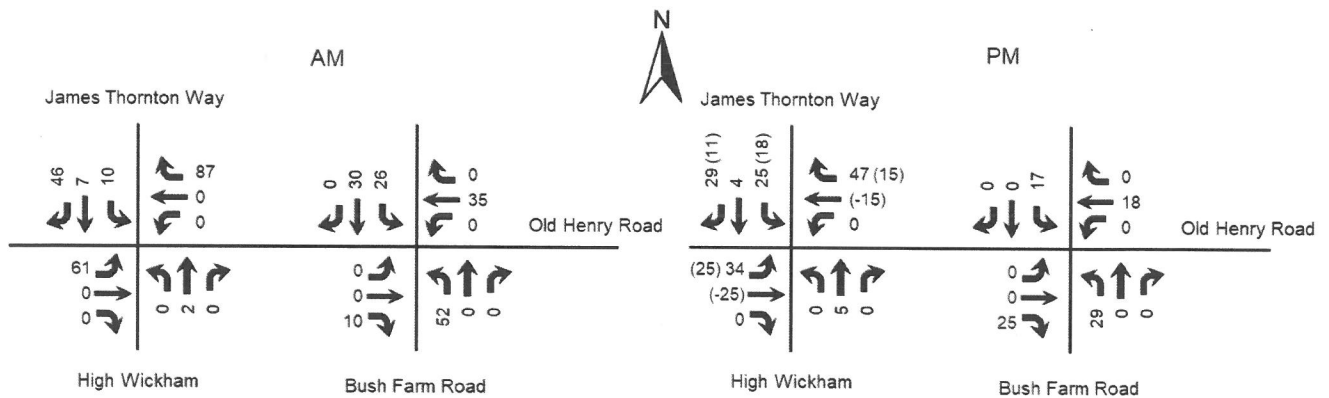 N
AM
PM
James Thornton Way
James Thornton Way
46 7 10
87
0
0
0 30 26
0
35
0
Old Henry Road
61
0
0
0 2 0
0
0
10
52 0 0
High Wickham
Bush Farm Road
29 (11) 4 25 (18)
47 (15)
(-15)
0
0 0 17
0
18
0
Old Henry Road
(25) 34
(-25)
0
0 5 0
0
0
25
29 0 0
High Wickham
Bush Farm Road